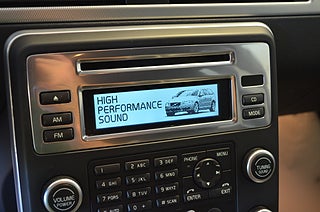 HIGH
PERFORMANCE
SOUND
AM
FM
CD
MODE
VOLUME
POWER
TUNING
SOUND
PHONE
MENU
ENTER
EXIT
1
2 ABC
3 DEF
4 GHI
5 JKL
6 MNO
7 PQRS
8 TUV
9 WXYZ